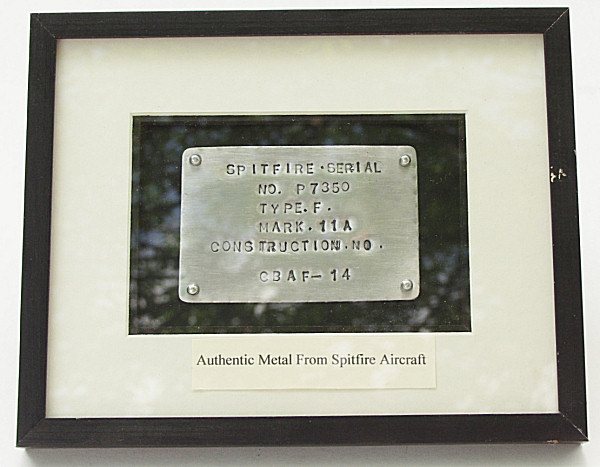 SPITFIRE·SERIAL
NO. P7350
TYPE.F.
MARK.11A
CONSTRUCTION.NO.
CBAF-14
Authentic Metal From Spitfire Aircraft